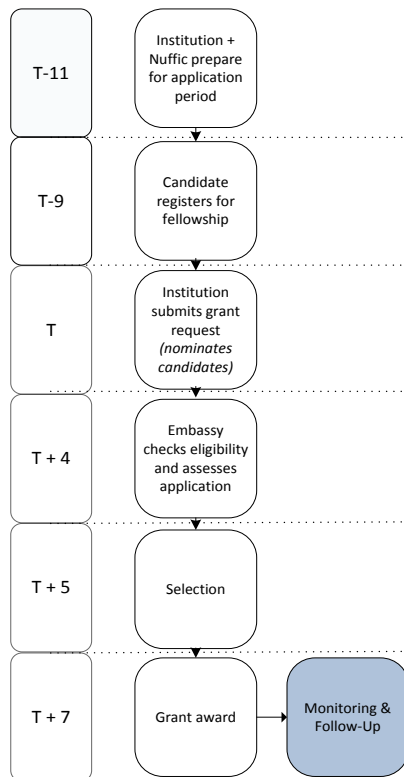 T-11
Institution +
Nuffic prepare
for application
period
T-9
Candidate
registers for
fellowship
T
Institution
submits grant
request
(nominates
candidates)
T + 4
Embassy
checks eligibility
and assesses
application
T + 5
Selection
T + 7
Grant award
Monitoring &
Follow-Up